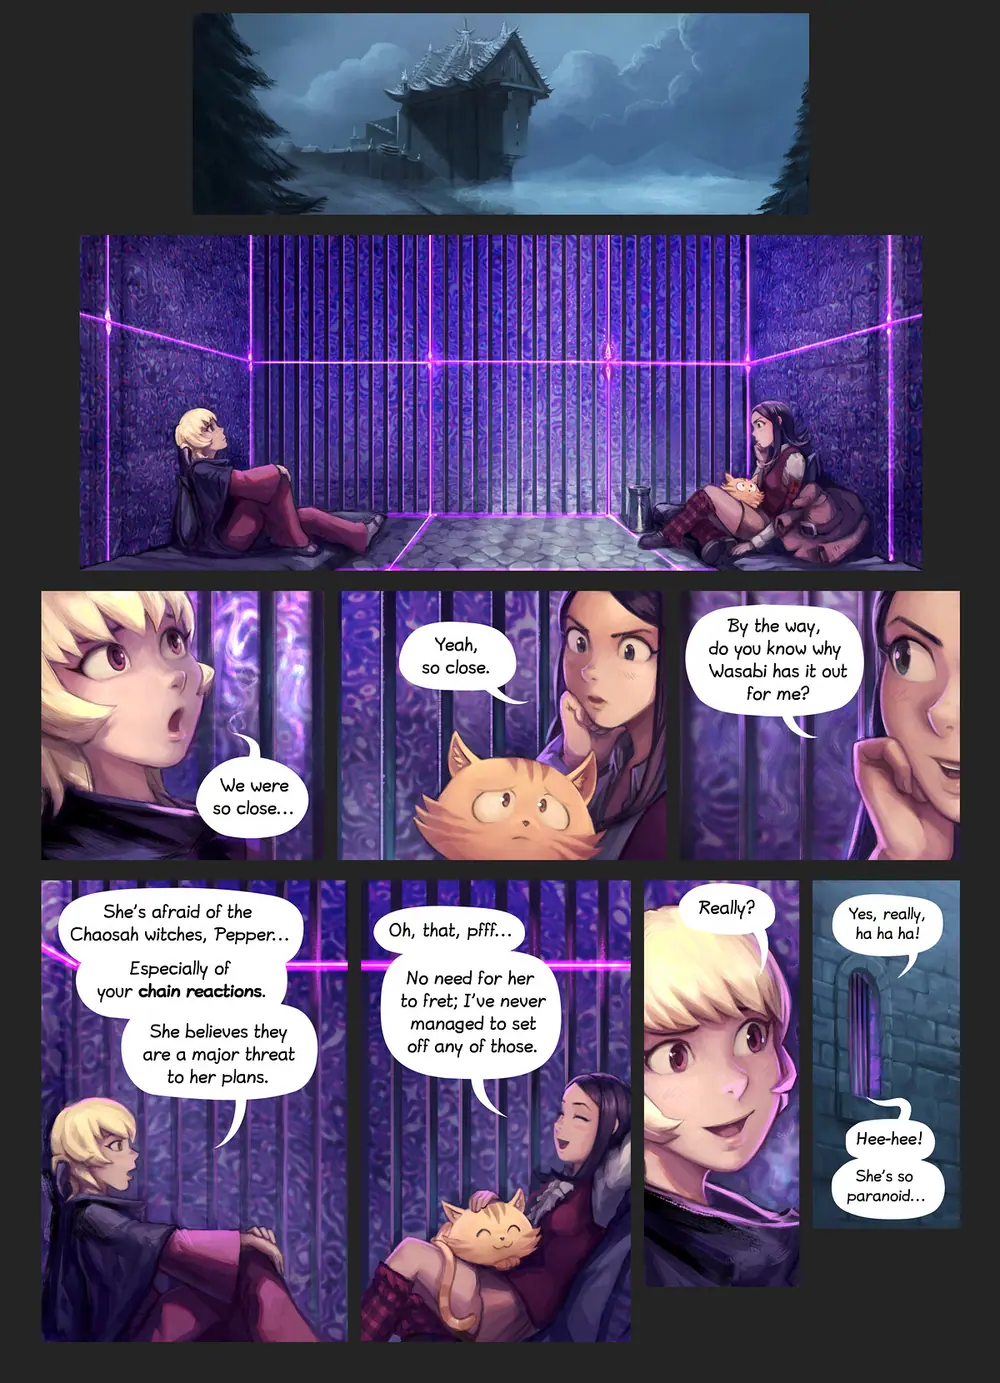 We were
so close...
Yeah,
so close.
By the way,
do you know why
Wasabi has it out
for me?
She's afraid of the
Chaosah witches, Pepper...
Especially of
your chain reactions.
She believes they
are a major threat
to her plans.
Oh, that, pfff...
No need for her
to fret; I've never
managed to set
off any of those.
Really?
Yes, really,
ha ha ha!
Hee-hee!
She's so
paranoid...